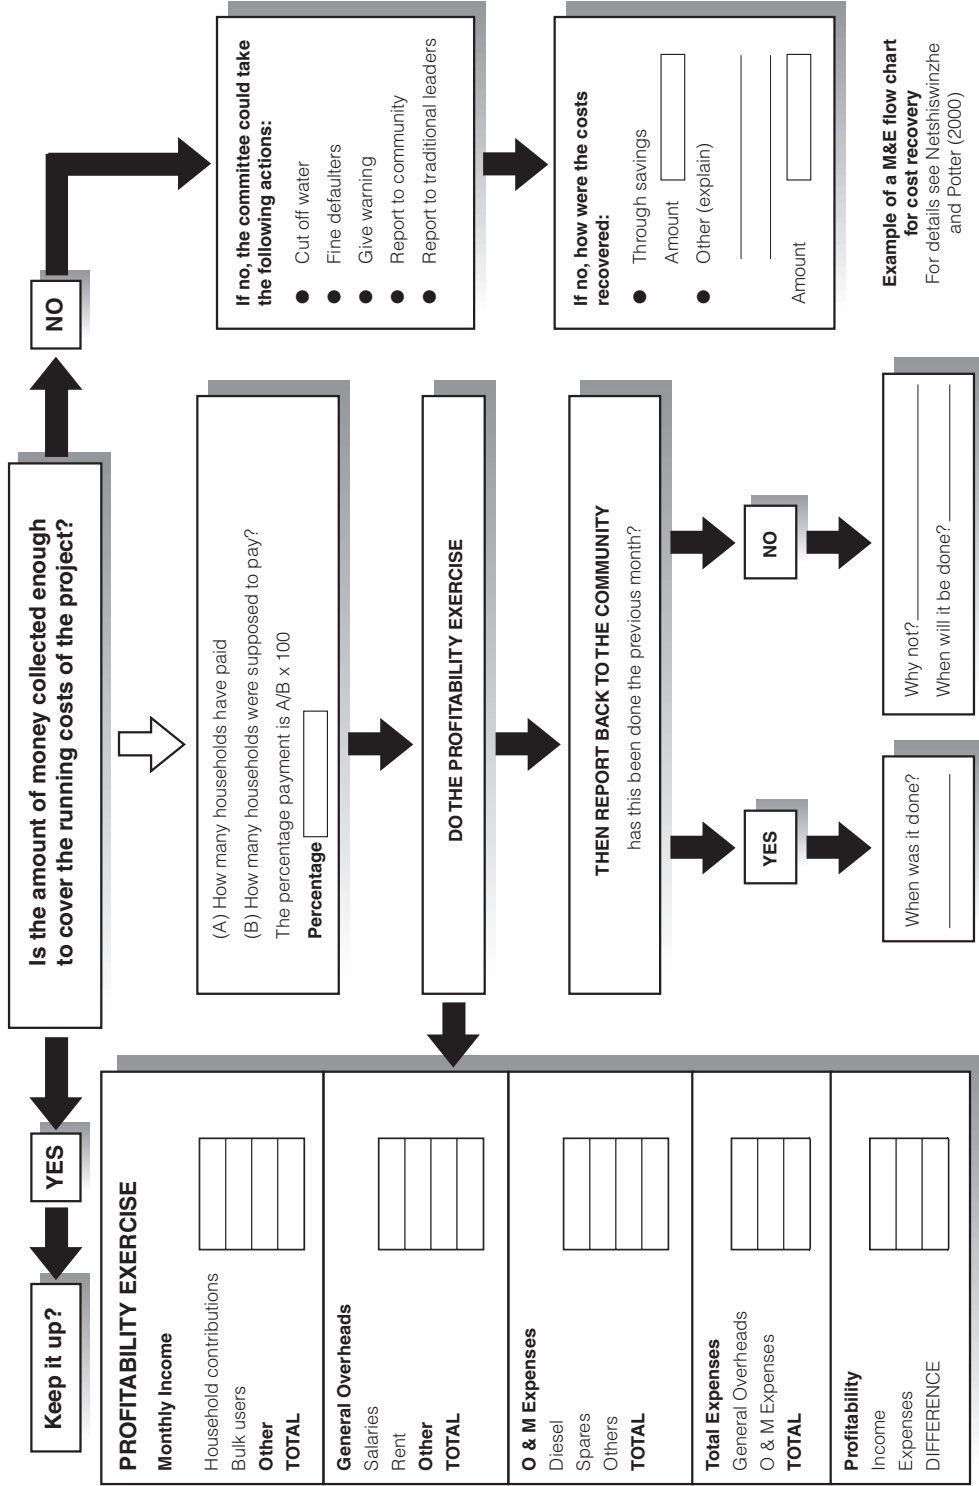 Is the amount of money collected enough
to cover the running costs of the project?
YES
Keep it up?
NO
PROFITABILITY EXERCISE
Monthly Income
Household contributions
Bulk users
Other
TOTAL
General Overheads
Salaries
Rent
Other
TOTAL
O & M Expenses
Diesel
Spares
Others
TOTAL
Total Expenses
General Overheads
O & M Expenses
TOTAL
Profitability
Income
Expenses
DIFFERENCE
(A) How many households have paid
(B) How many households were supposed to pay?
The percentage payment is A/B x 100
Percentage
DO THE PROFITABILITY EXERCISE
THEN REPORT BACK TO THE COMMUNITY
has this been done the previous month?
YES
When was it done?
NO
Why not?
When will it be done?
If no, the committee could take
the following actions:
● Cut off water
● Fine defaulters
● Give warning
● Report to community
● Report to traditional leaders
If no, how were the costs
recovered:
● Through savings
Amount
● Other (explain)
Amount
Example of a M&E flow chart
for cost recovery
For details see Netshiswinzhe
and Potter (2000)